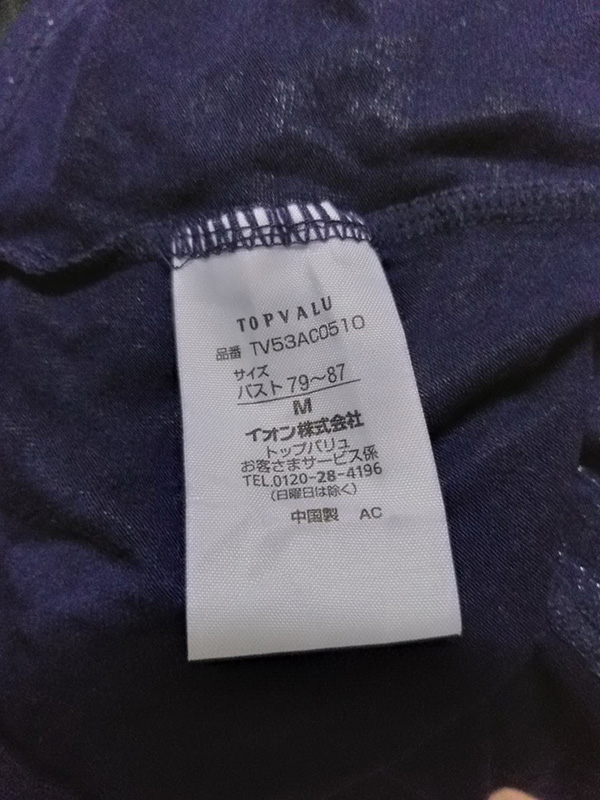 TOPVALU
品番 TV53AC0510
サイズ
バスト 79～87
M
イオン株式会社
トップバリュ
お客さまサービス係
TEL.0120-28-4196
(日曜日は除く)
中国製 AC